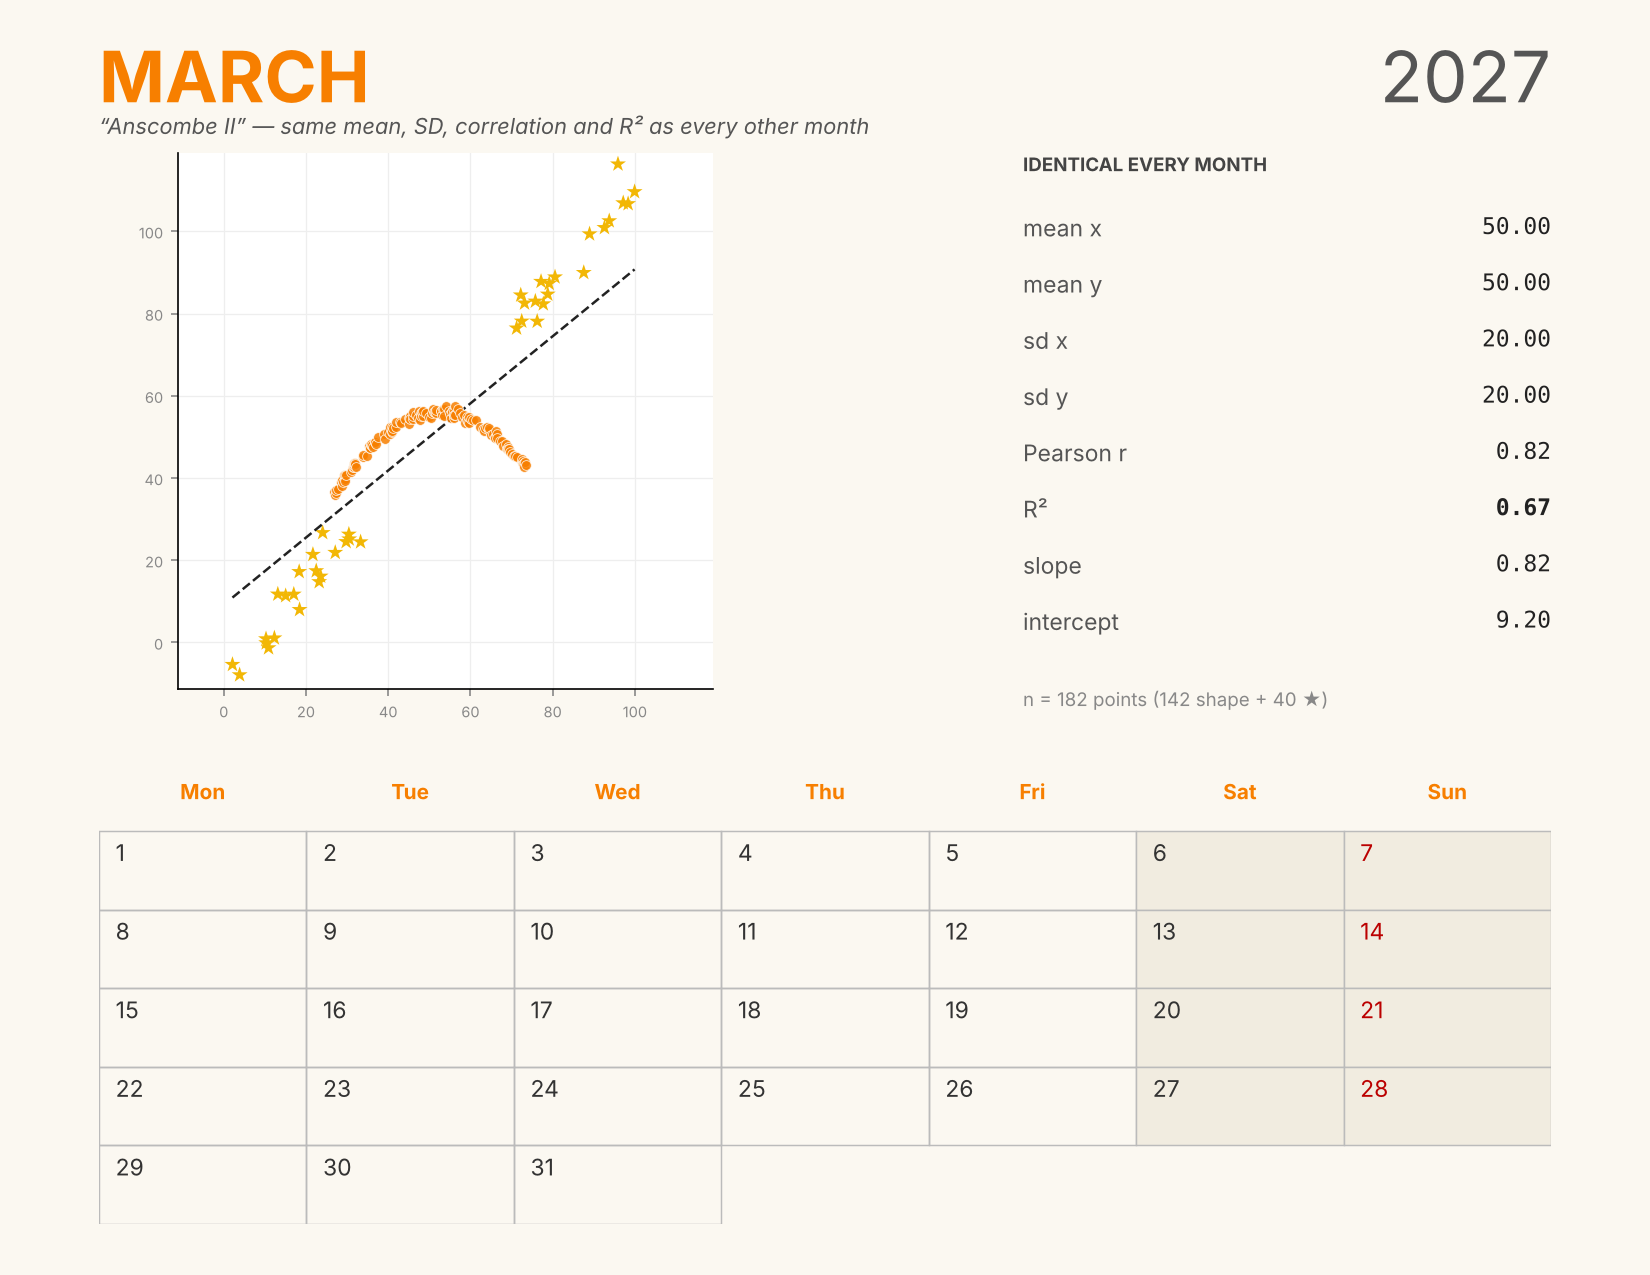 MARCH 2027
“Anscombe II” — same mean, SD, correlation and R² as every other month
100
80
60
40
20
0
0 20 40 60 80 100
IDENTICAL EVERY MONTH
mean x 50.00
mean y 50.00
sd x 20.00
sd y 20.00
Pearson r 0.82
R² 0.67
slope 0.82
intercept 9.20
n = 182 points (142 shape + 40 ★)
Mon Tue Wed Thu Fri Sat Sun
1 2 3 4 5 6 7
8 9 10 11 12 13 14
15 16 17 18 19 20 21
22 23 24 25 26 27 28
29 30 31